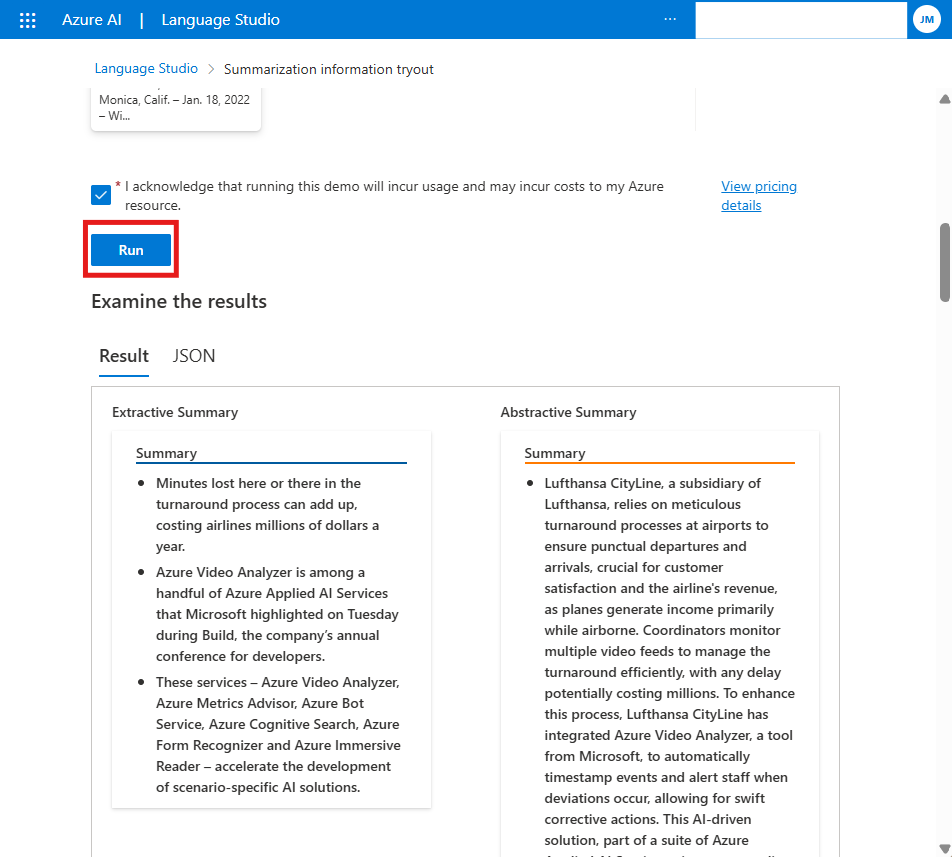 Azure AI | Language Studio
...
JM
Language Studio > Summarization information tryout
Monica, Calif. – Jan. 18, 2022
– Wi...
* I acknowledge that running this demo will incur usage and may incur costs to my Azure
resource.
View pricing
details
Run
Examine the results
Result JSON
Extractive Summary
Summary
Minutes lost here or there in the
turnaround process can add up,
costing airlines millions of dollars a
year.
Azure Video Analyzer is among a
handful of Azure Applied AI Services
that Microsoft highlighted on Tuesday
during Build, the company’s annual
conference for developers.
These services – Azure Video Analyzer,
Azure Metrics Advisor, Azure Bot
Service, Azure Cognitive Search, Azure
Form Recognizer and Azure Immersive
Reader – accelerate the development
of scenario-specific AI solutions.
Abstractive Summary
Summary
Lufthansa CityLine, a subsidiary of
Lufthansa, relies on meticulous
turnaround processes at airports to
ensure punctual departures and
arrivals, crucial for customer
satisfaction and the airline's revenue,
as planes generate income primarily
while airborne. Coordinators monitor
multiple video feeds to manage the
turnaround efficiently, with any delay
potentially costing millions. To enhance
this process, Lufthansa CityLine has
integrated Azure Video Analyzer, a tool
from Microsoft, to automatically
timestamp events and alert staff when
deviations occur, allowing for swift
corrective actions. This AI-driven
solution, part of a suite of Azure